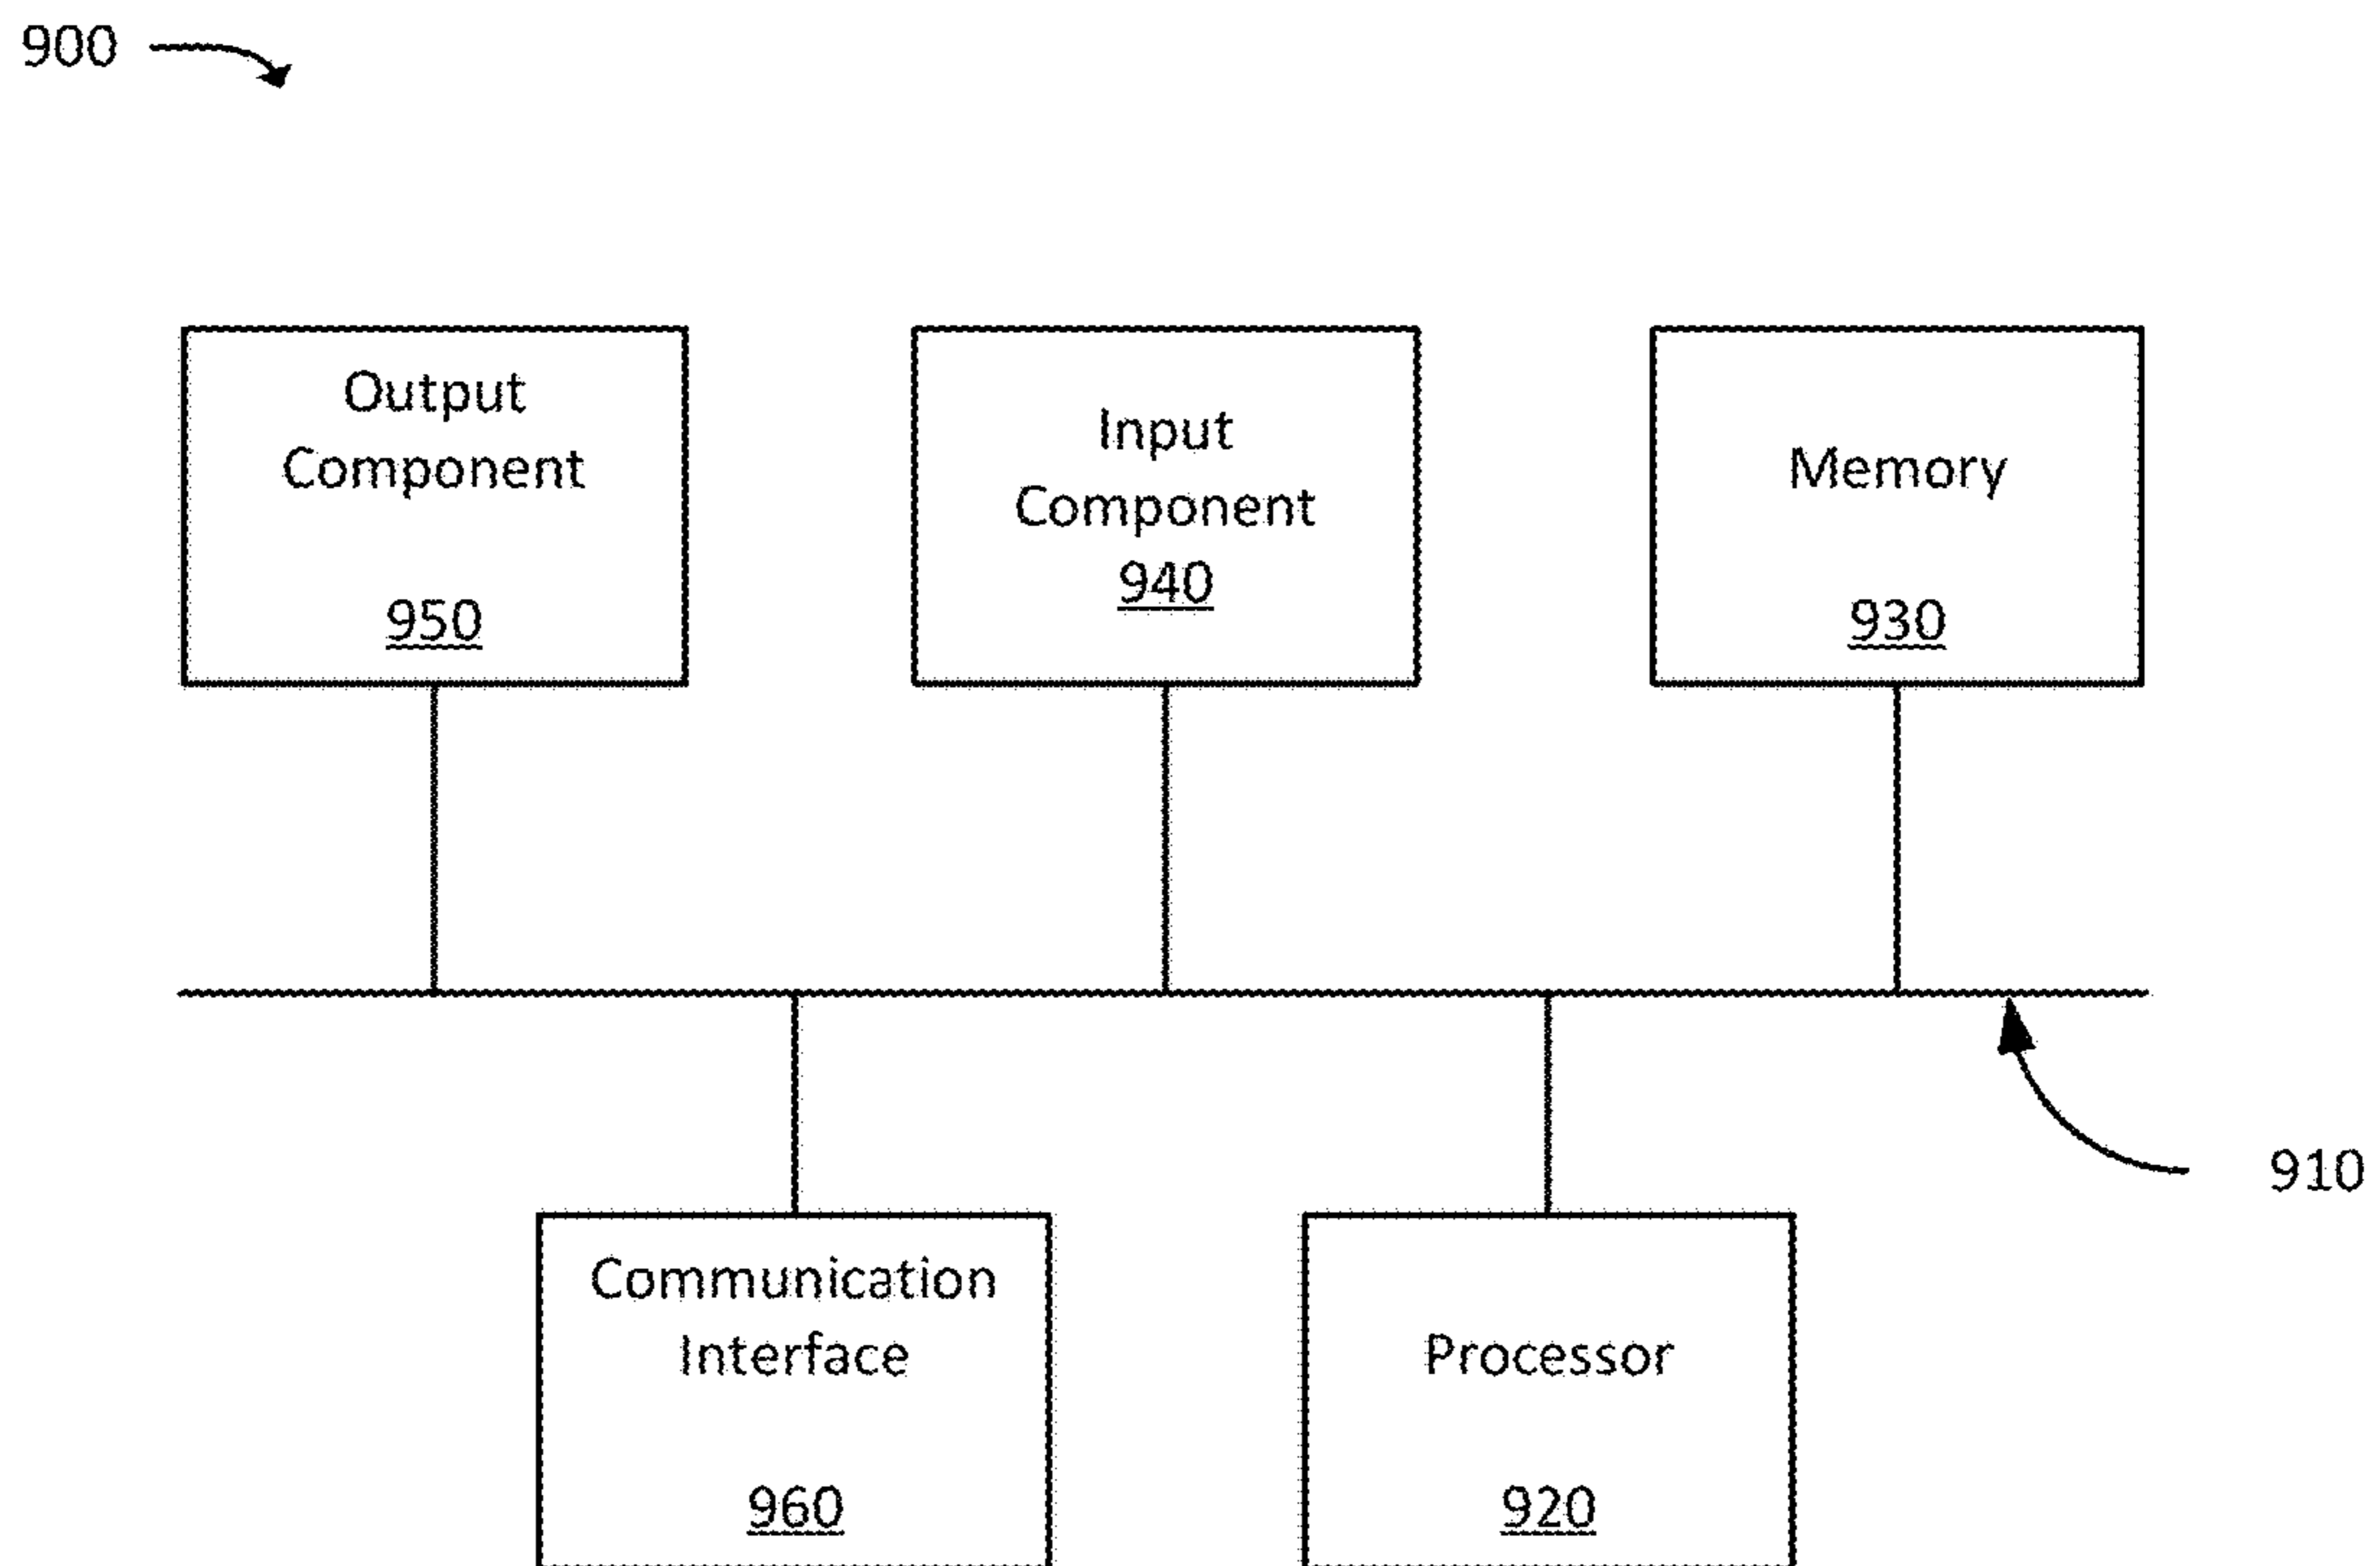 900
Output
Component
950
Input
Component
940
Memory
930
910
Communication
Interface
960
Processor
920